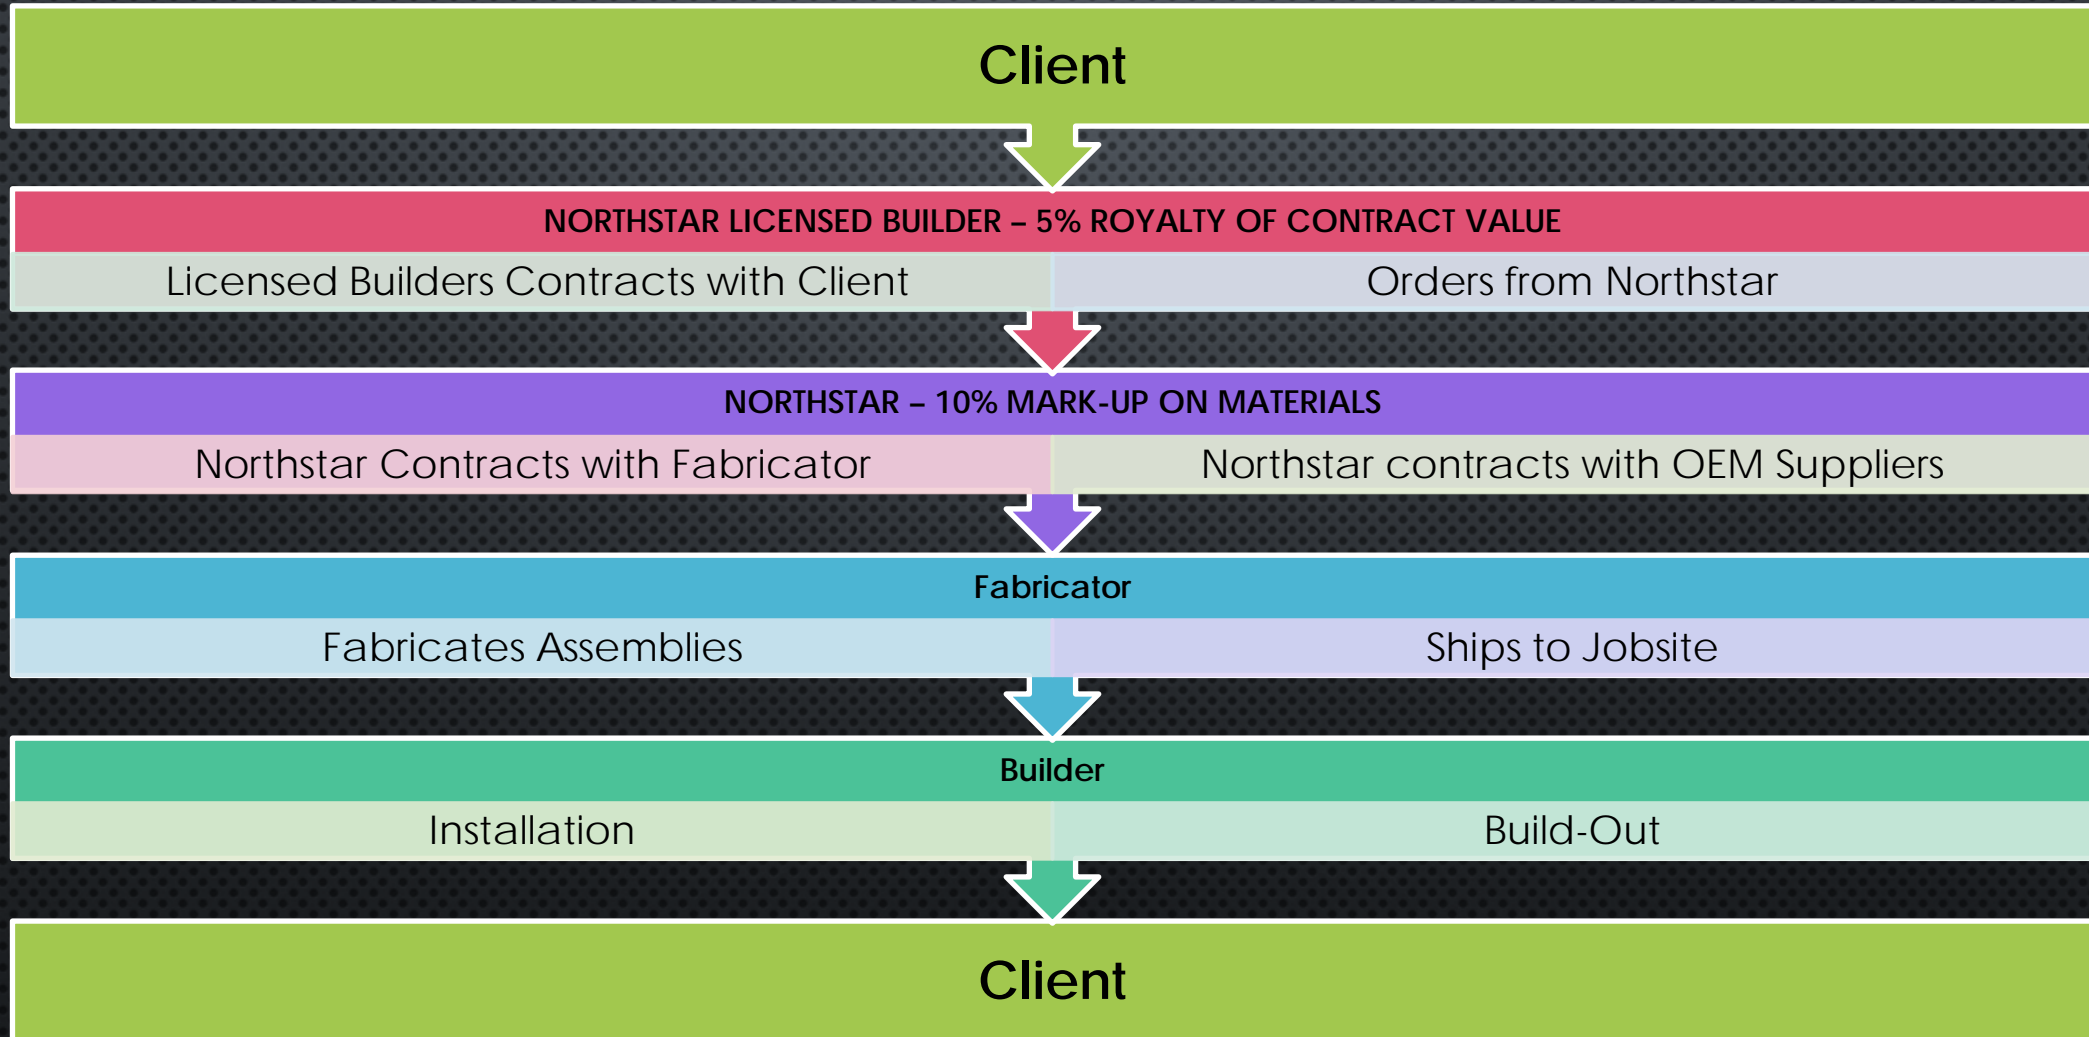 Client
NORTHSTAR LICENSED BUILDER – 5% ROYALTY OF CONTRACT VALUE
Licensed Builders Contracts with Client
Orders from Northstar
NORTHSTAR – 10% MARK-UP ON MATERIALS
Northstar Contracts with Fabricator
Northstar contracts with OEM Suppliers
Fabricator
Fabricates Assemblies
Ships to Jobsite
Builder
Installation
Build-Out
Client